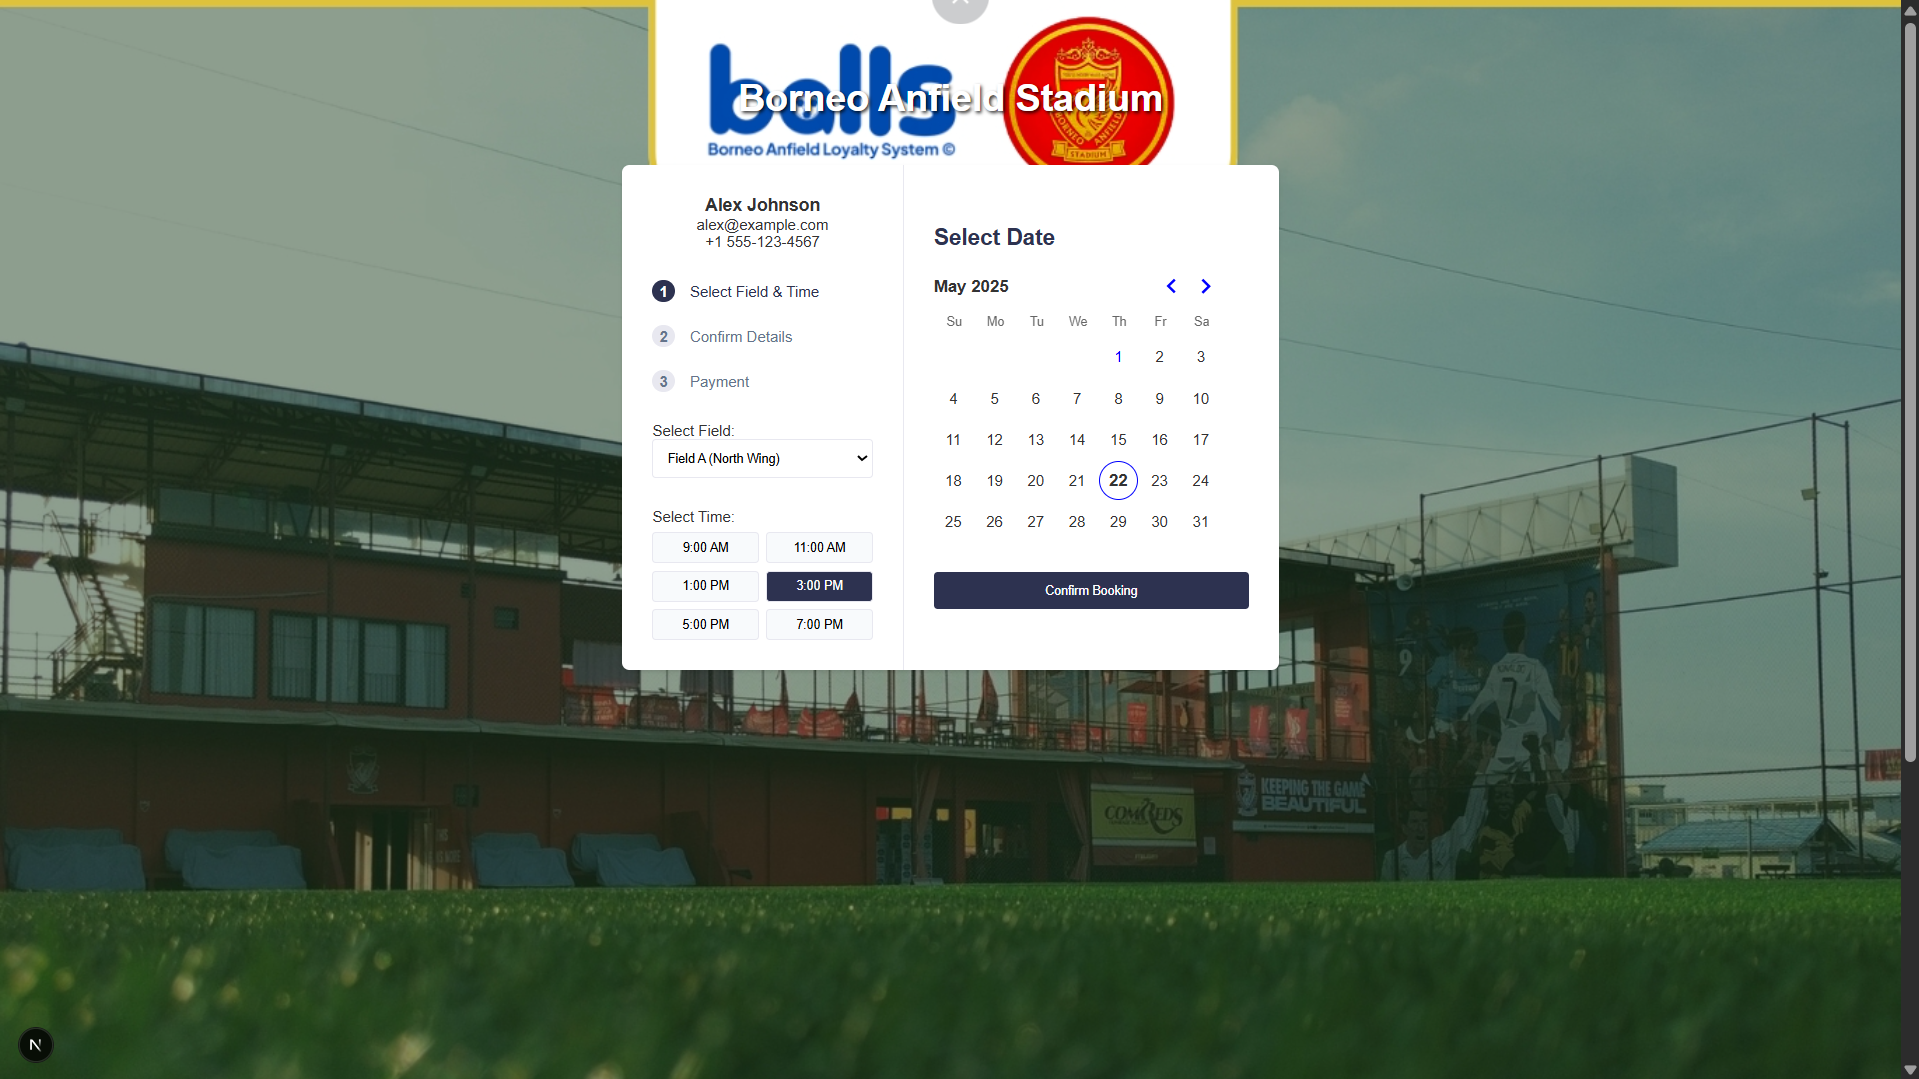 balls
Borneo Anfield Stadium
BORNEO ANFIELD
STADIUM
Borneo Anfield Loyalty System ©
Alex Johnson
alex@example.com
+1 555-123-4567
1 Select Field & Time
2 Confirm Details
3 Payment
Select Field:
Field A (North Wing)
Select Time:
9:00 AM 11:00 AM
1:00 PM 3:00 PM
5:00 PM 7:00 PM
Select Date
May 2025
Su Mo Tu We Th Fr Sa
1 2 3
4 5 6 7 8 9 10
11 12 13 14 15 16 17
18 19 20 21 22 23 24
25 26 27 28 29 30 31
Confirm Booking
9
7
10
KEEPING THE GAME
BEAUTIFUL
N